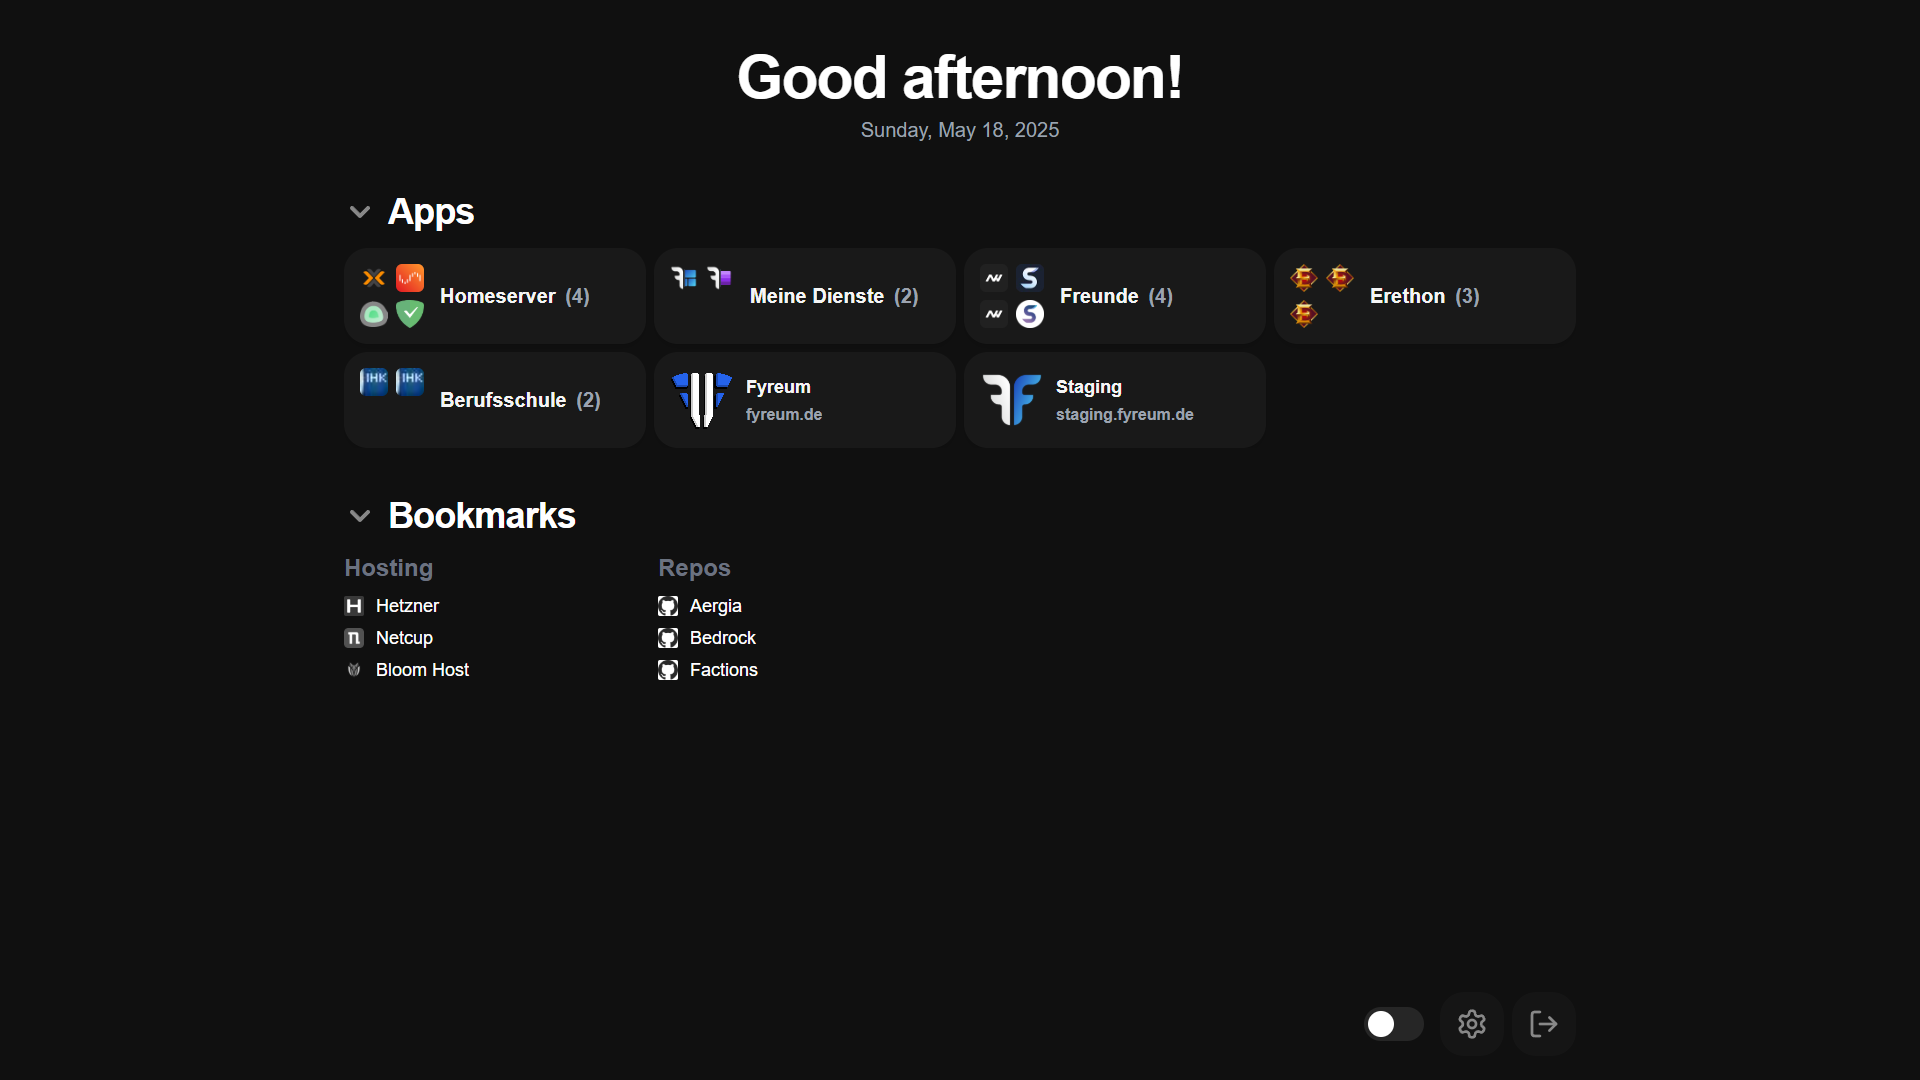 Good afternoon!
Sunday, May 18, 2025
Apps
Homeserver (4)
Meine Dienste (2)
Freunde (4)
Erethon (3)
IHK IHK
Berufsschule (2)
Fyreum
fyreum.de
Staging
staging.fyreum.de
Bookmarks
Hosting
Hetzner
Netcup
Bloom Host
Repos
Aergia
Bedrock
Factions